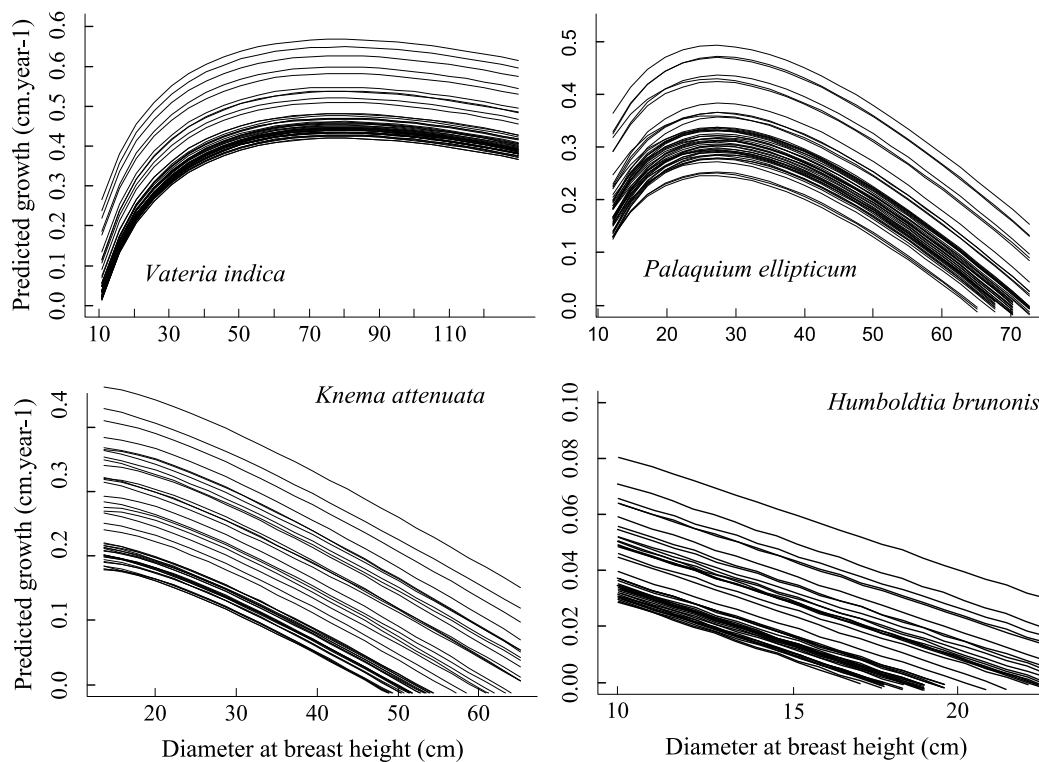 Predicted growth (cm.year-1)
0.6
0.6
0.5
0.4
0.3
0.2
0.1
0.0
Vateria indica
10 30 50 70 90 110
0.5
0.4
0.3
0.2
0.1
0.0
Palaquium ellipticum
10 20 30 40 50 60 70
Predicted growth (cm.year-1)
0.4
0.3
0.2
0.1
0.0
Knema attenuata
20 30 40 50 60
Diameter at breast height (cm)
0.10
0.08
0.06
0.04
0.02
0.00
Humboldtia brunonis
10 15 20
Diameter at breast height (cm)